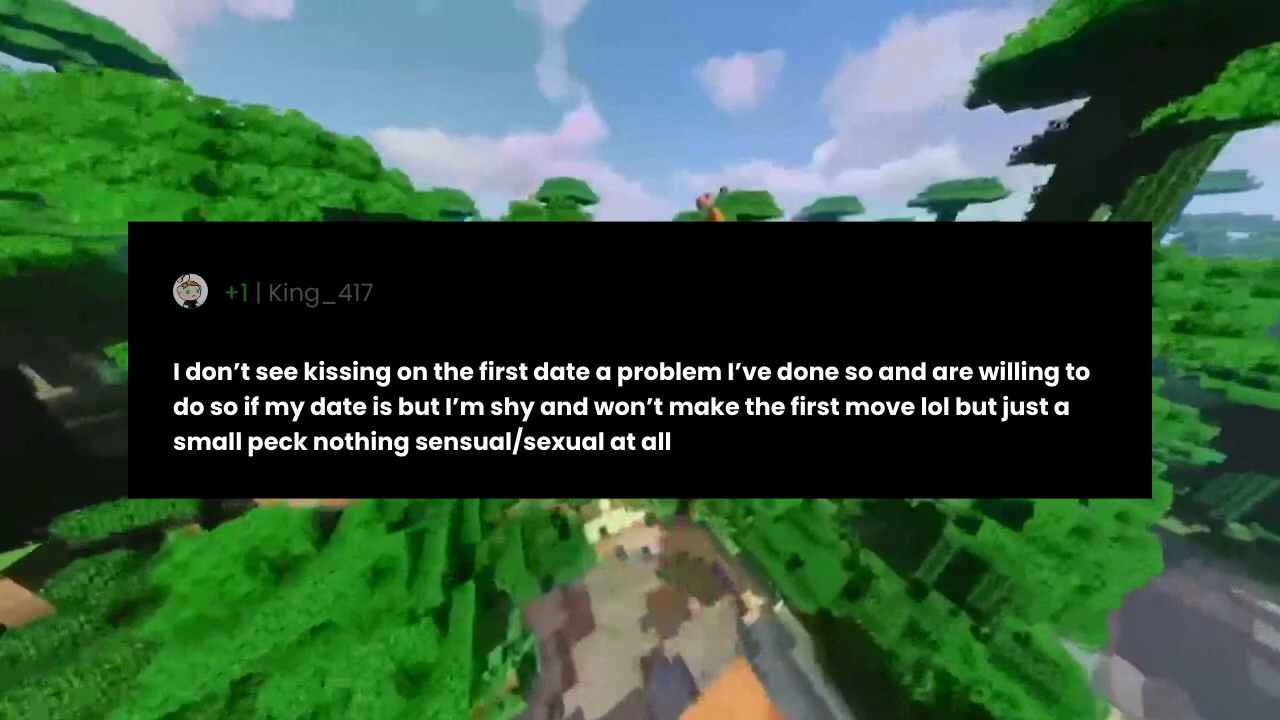 +1 | King_417
I don’t see kissing on the first date a problem I’ve done so and are willing to
do so if my date is but I’m shy and won’t make the first move lol but just a
small peck nothing sensual/sexual at all